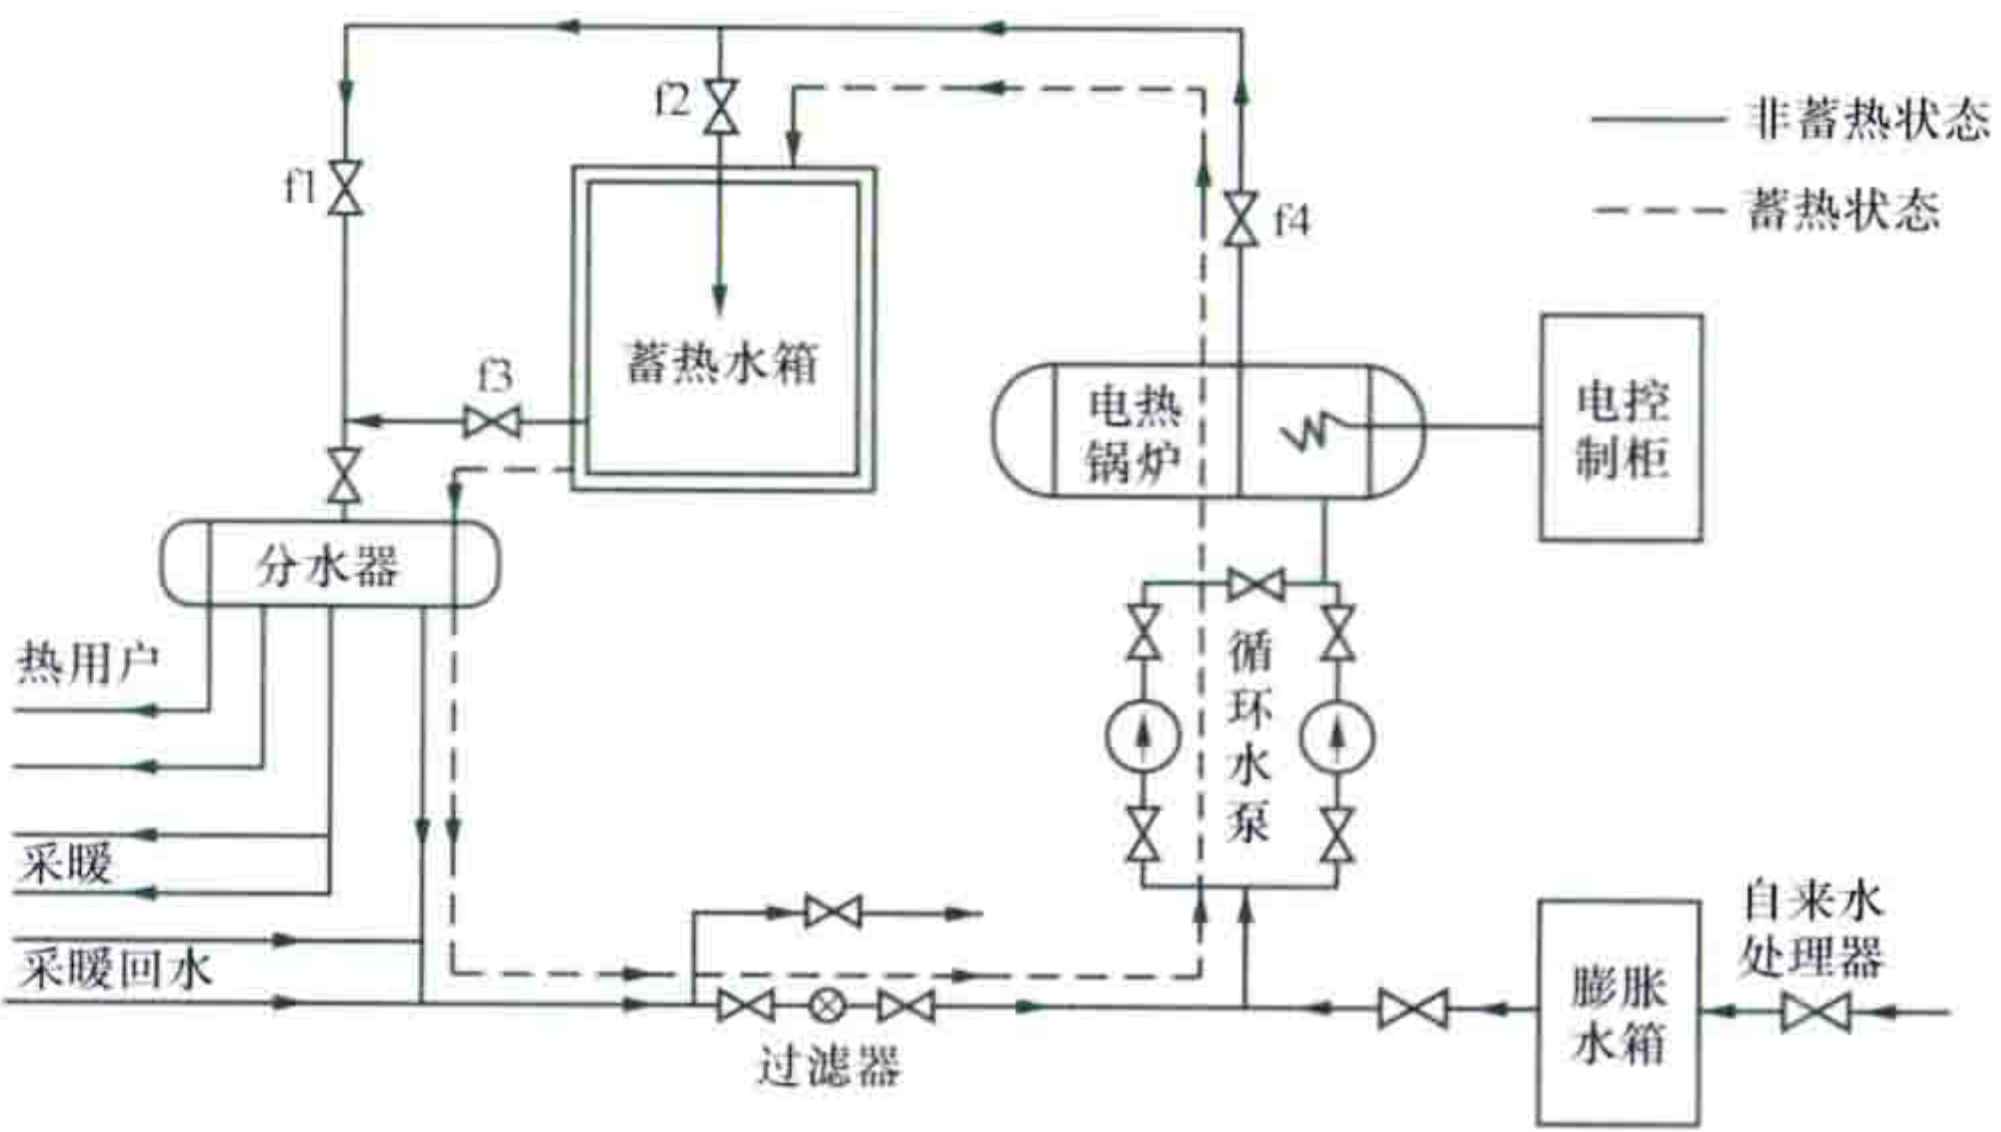 f2
非蓄热状态
f1
f4
蓄热状态
f3
蓄热水箱
电热
锅炉
电控
制柜
分水器
热用户
循
环
水
泵
采暖
采暖回水
自来水
处理器
膨胀
水箱
过滤器